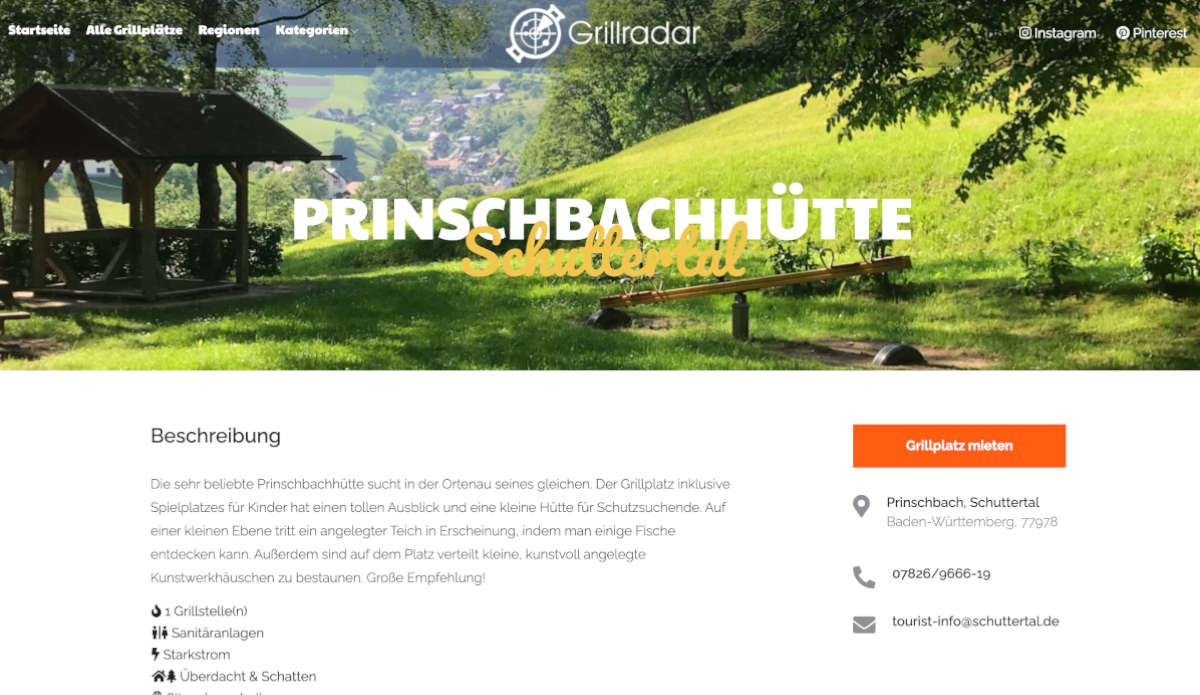 Startseite Alle Grillplätze Regionen Kategorien
Grillradar
Instagram Pinterest
PRINSCHBACHHÜTTE
Schuttertal
Beschreibung
Die sehr beliebte Prinschbachhütte sucht in der Ortenau seines gleichen. Der Grillplatz inklusive
Spielplatzes für Kinder hat einen tollen Ausblick und eine kleine Hütte für Schutzsuchende. Auf
einer kleinen Ebene tritt ein angelegter Teich in Erscheinung, indem man einige Fische
entdecken kann. Außerdem sind auf dem Platz verteilt kleine, kunstvoll angelegte
Kunstwerkhäuschen zu bestaunen. Große Empfehlung!
1 Grillstelle(n)
Sanitäranlagen
Starkstrom
Überdacht & Schatten
Grillplatz mieten
Prinschbach, Schuttertal
Baden-Württemberg, 77978
07826/9666-19
tourist-info@schuttertal.de